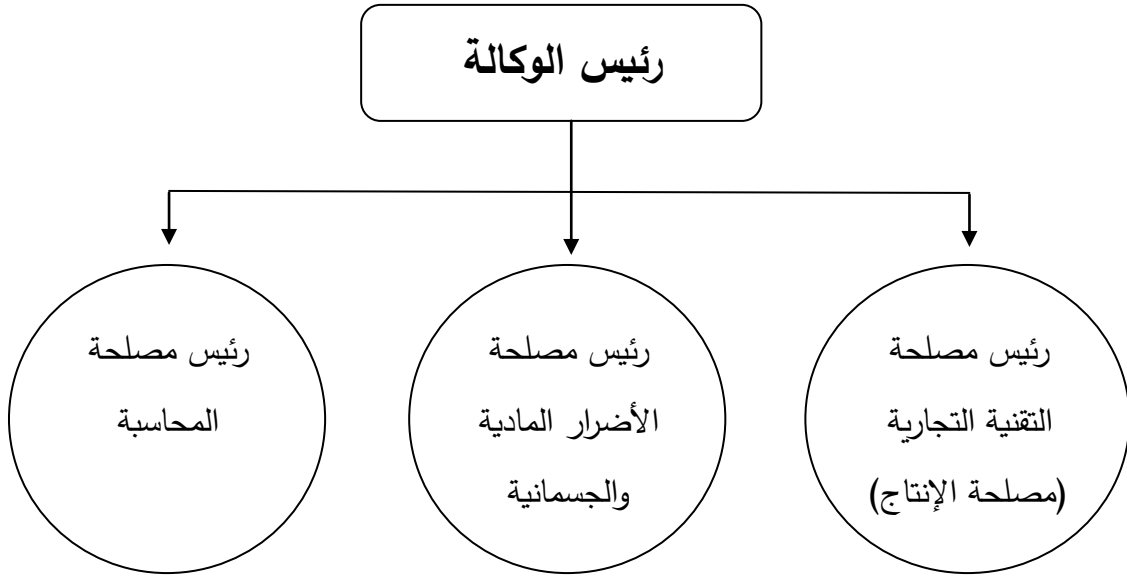 رئيس الوكالة
رئيس مصلحة
التقنية التجارية
(مصلحة الإنتاج)
رئيس مصلحة
الأضرار المادية
والجسمانية
رئيس مصلحة
المحاسبة